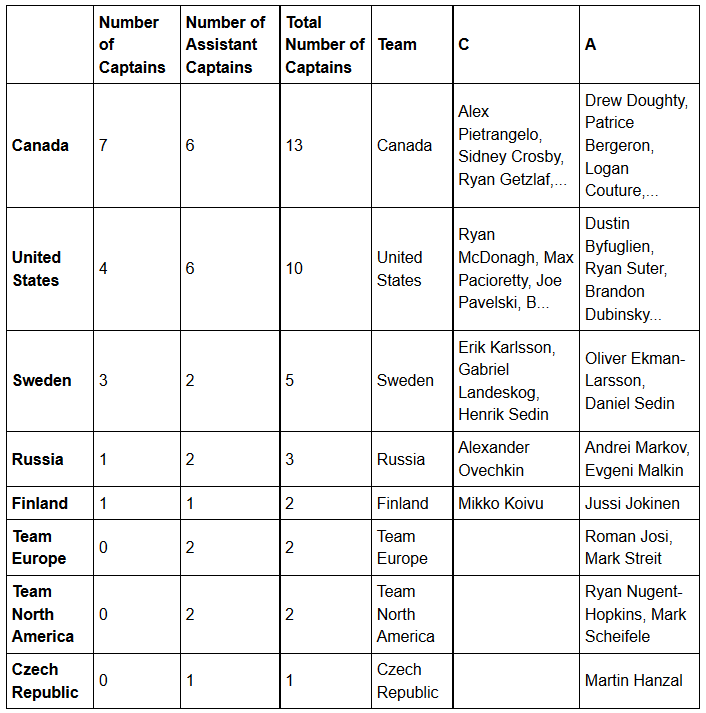 Number
of
Captains
Number of
Assistant
Captains
Total
Number of
Captains
Team
C
A
Canada
7
6
13
Canada
Alex
Pietrangelo,
Sidney Crosby,
Ryan Getzlaf,...
Drew Doughty,
Patrice
Bergeron,
Logan
Couture,...
United
States
4
6
10
United
States
Ryan
McDonagh, Max
Pacioretty, Joe
Pavelski, B...
Dustin
Byfuglien,
Ryan Suter,
Brandon
Dubinsky...
Sweden
3
2
5
Sweden
Erik Karlsson,
Gabriel
Landeskog,
Henrik Sedin
Oliver Ekman-
Larsson,
Daniel Sedin
Russia
1
2
3
Russia
Alexander
Ovechkin
Andrei Markov,
Evgeni Malkin
Finland
1
1
2
Finland
Mikko Koivu
Jussi Jokinen
Team
Europe
0
2
2
Team
Europe
Roman Josi,
Mark Streit
Team
North
America
0
2
2
Team
North
America
Ryan Nugent-
Hopkins, Mark
Scheifele
Czech
Republic
0
1
1
Czech
Republic
Martin Hanzal